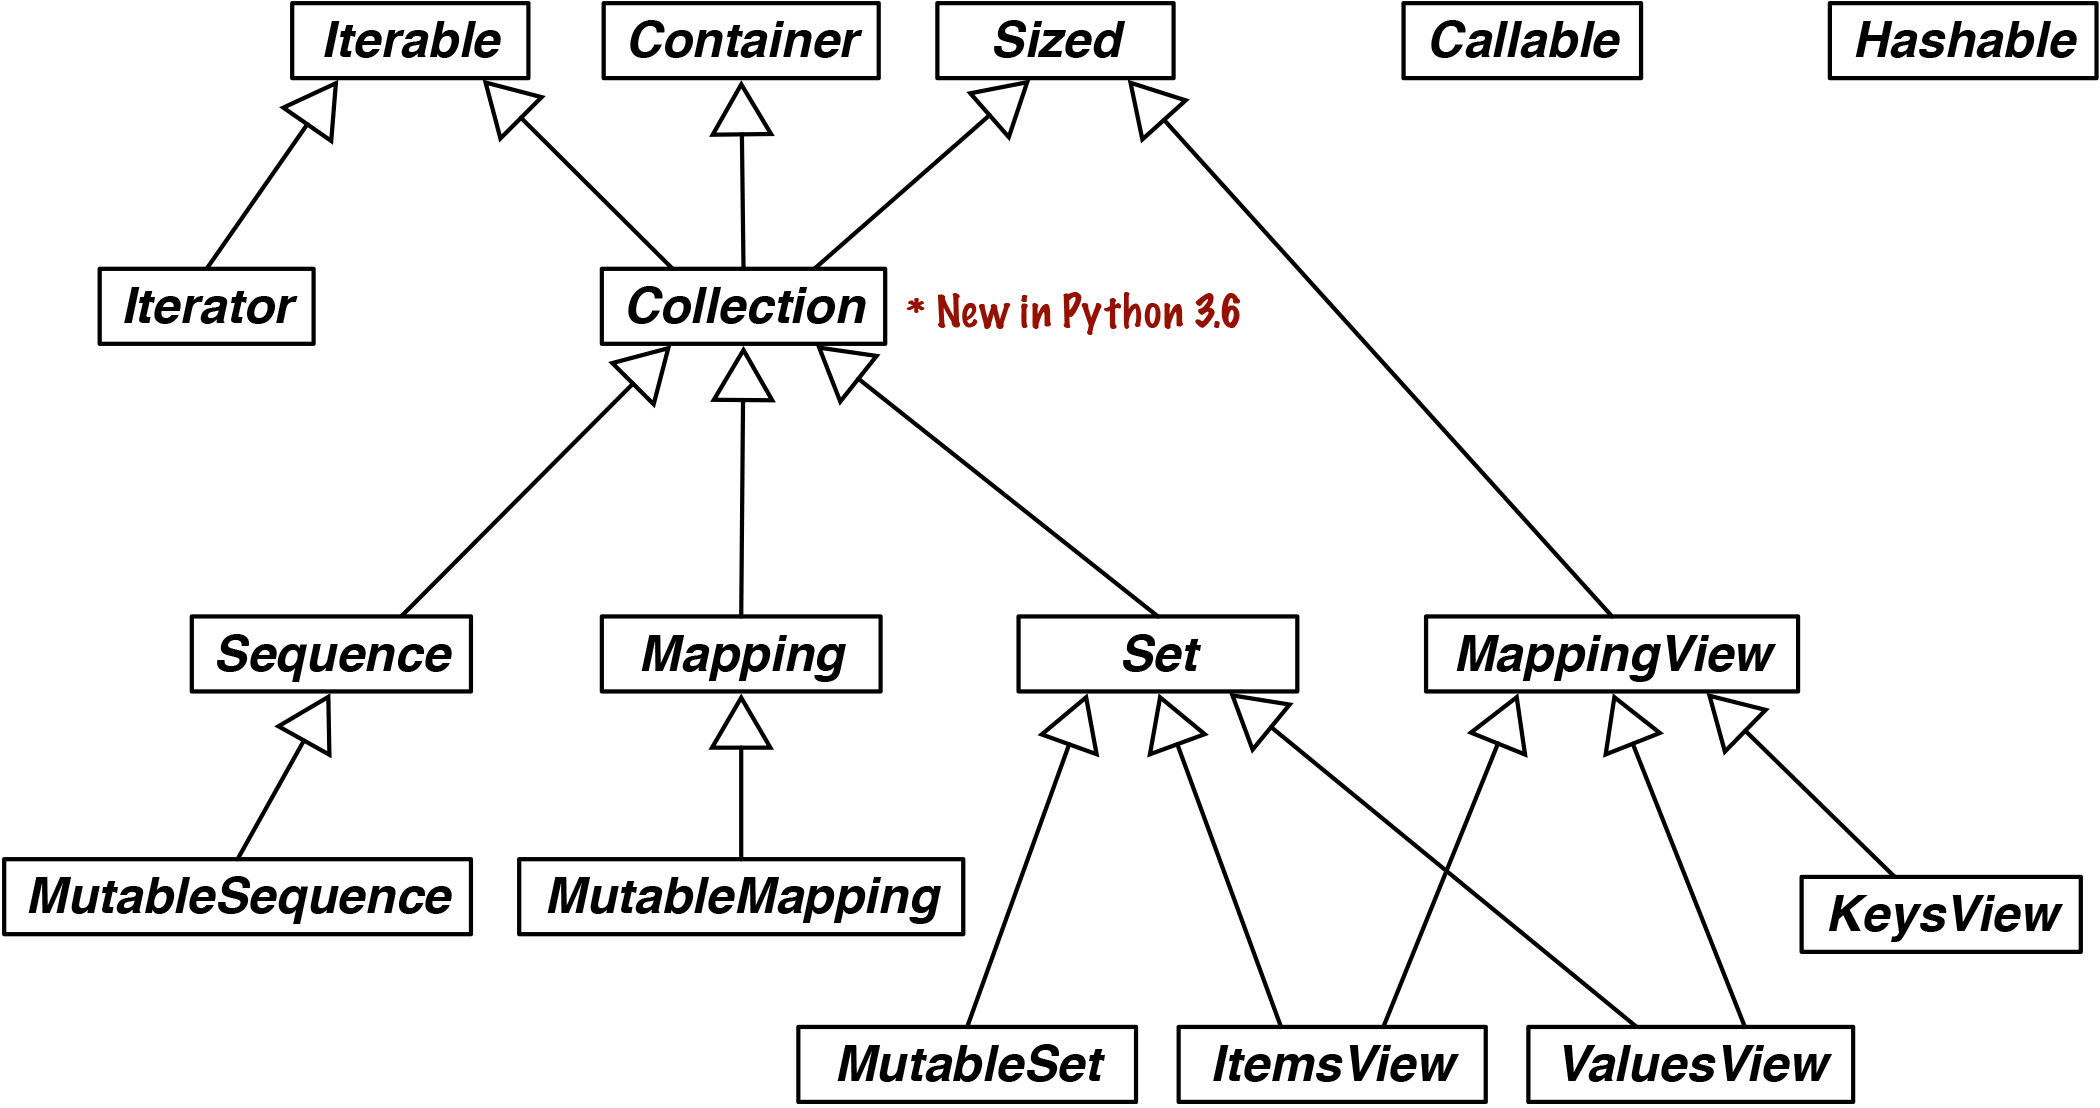 Iterable
Container
Sized
Callable
Hashable
Iterator
Collection
* New in Python 3.6
Sequence
Mapping
Set
MappingView
MutableSequence
MutableMapping
KeysView
MutableSet
ItemsView
ValuesView